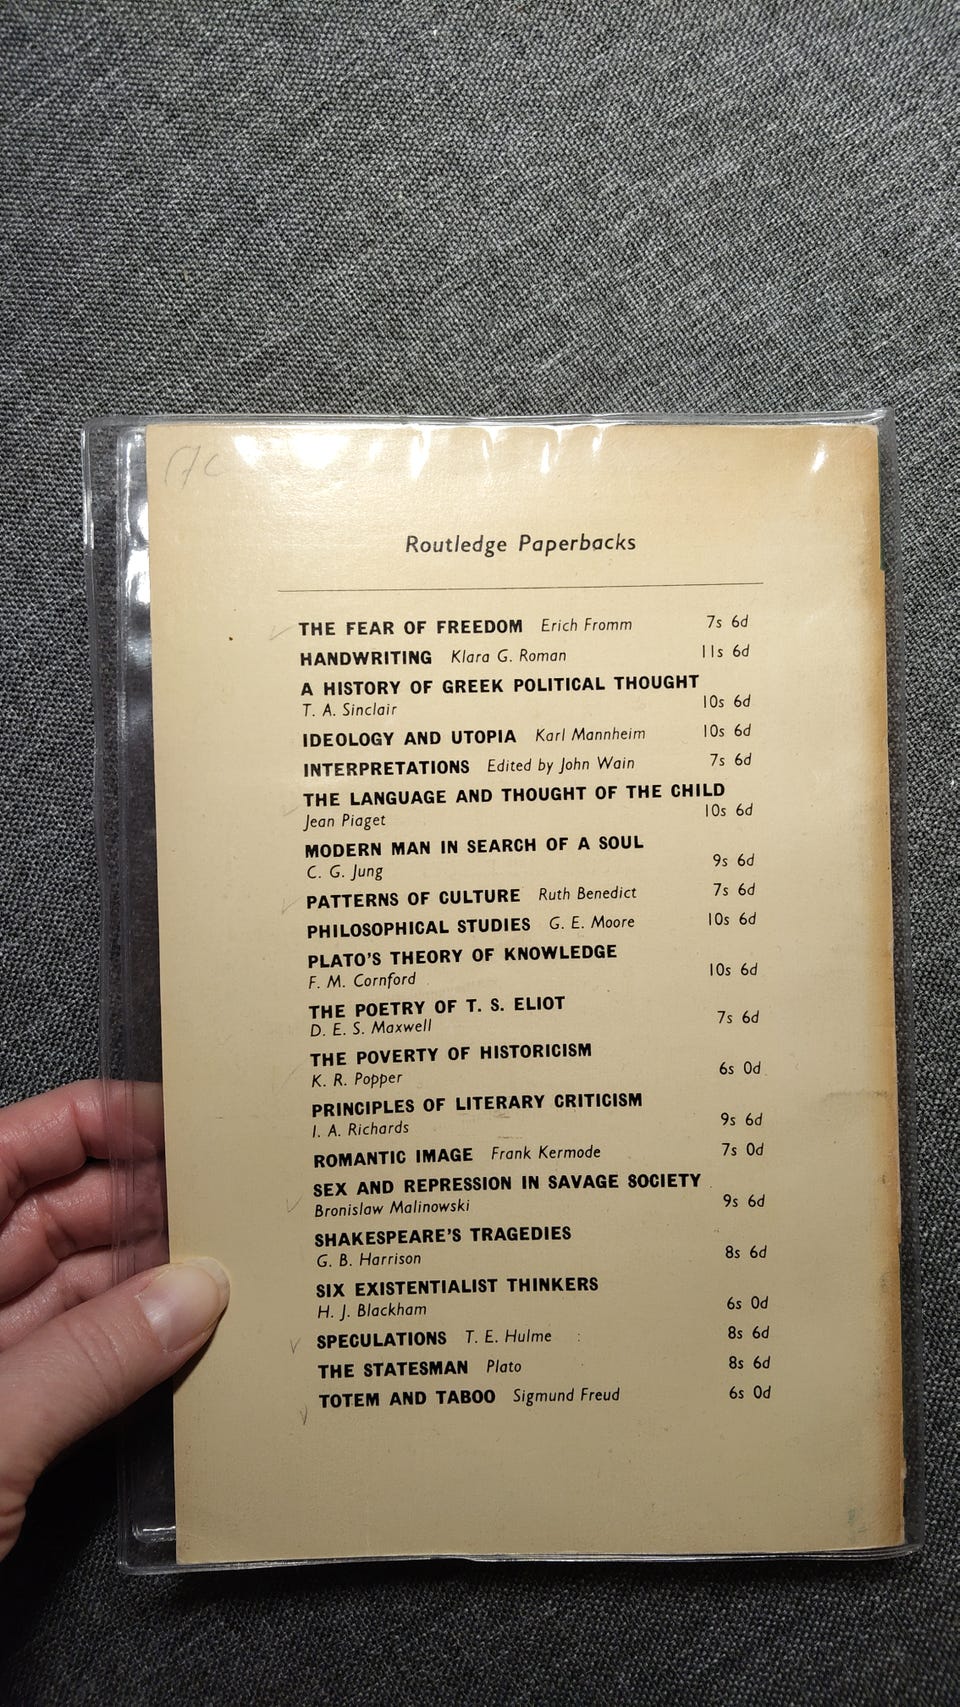 Routledge Paperbacks
THE FEAR OF FREEDOM Erich Fromm 7s 6d
HANDWRITING Klara G. Roman 11s 6d
A HISTORY OF GREEK POLITICAL THOUGHT
T. A. Sinclair 10s 6d
IDEOLOGY AND UTOPIA Karl Mannheim 10s 6d
INTERPRETATIONS Edited by John Wain 7s 6d
THE LANGUAGE AND THOUGHT OF THE CHILD
Jean Piaget 10s 6d
MODERN MAN IN SEARCH OF A SOUL
C. G. Jung 9s 6d
PATTERNS OF CULTURE Ruth Benedict 7s 6d
PHILOSOPHICAL STUDIES G. E. Moore 10s 6d
PLATO'S THEORY OF KNOWLEDGE
F. M. Cornford 10s 6d
THE POETRY OF T. S. ELIOT
D. E. S. Maxwell 7s 6d
THE POVERTY OF HISTORICISM
K. R. Popper 6s 0d
PRINCIPLES OF LITERARY CRITICISM
I. A. Richards 9s 6d
ROMANTIC IMAGE Frank Kermode 7s 0d
SEX AND REPRESSION IN SAVAGE SOCIETY
Bronislaw Malinowski 9s 6d
SHAKESPEARE'S TRAGEDIES
G. B. Harrison 8s 6d
SIX EXISTENTIALIST THINKERS
H. J. Blackham 6s 0d
SPECULATIONS T. E. Hulme 8s 6d
THE STATESMAN Plato 8s 6d
TOTEM AND TABOO Sigmund Freud 6s 0d